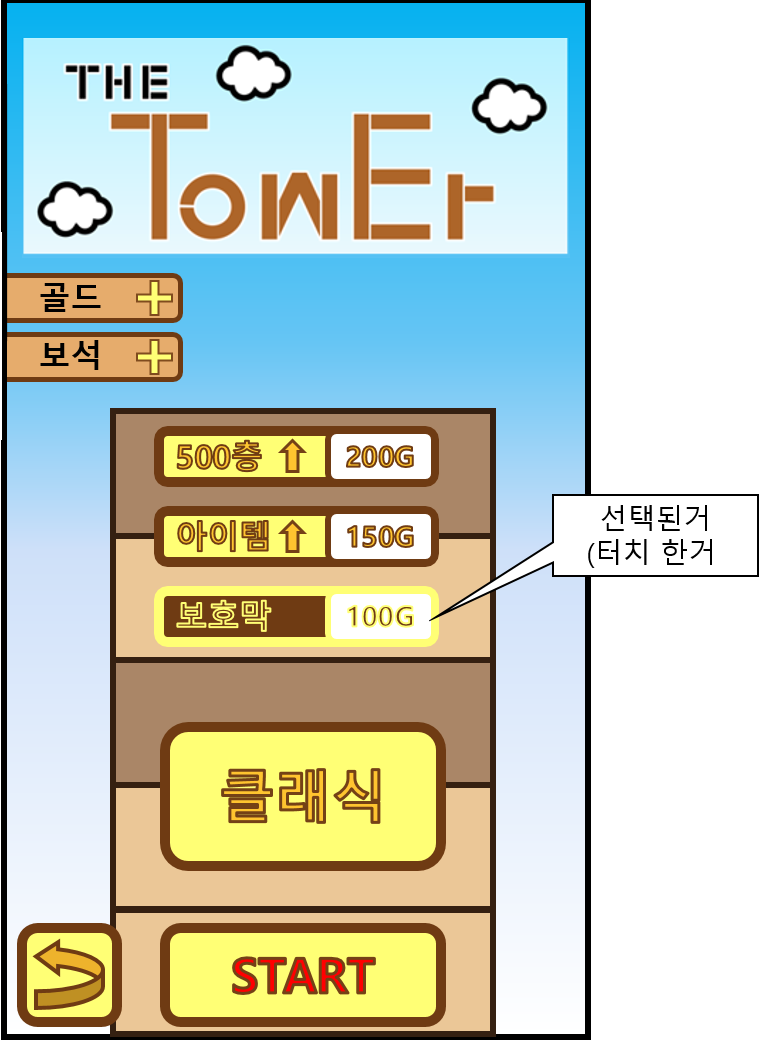 THE
TowEr
골드
보석
500층 200G
아이템 150G
보호막 100G
선택된거
(터치 한거
클래식
START